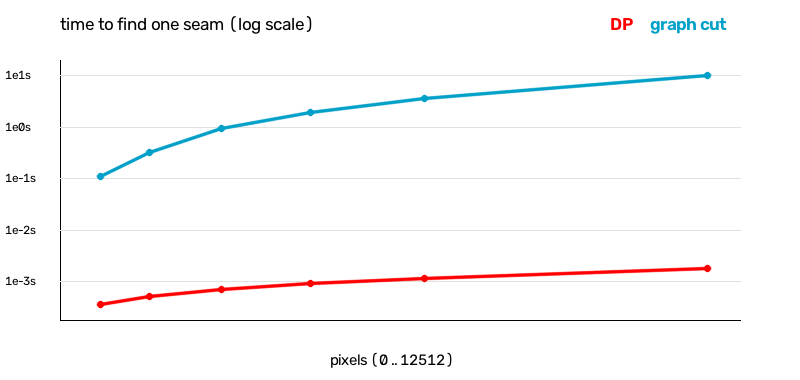 time to find one seam (log scale)
DP graph cut
1e1s
1e0s
1e-1s
1e-2s
1e-3s
pixels (0..12512)